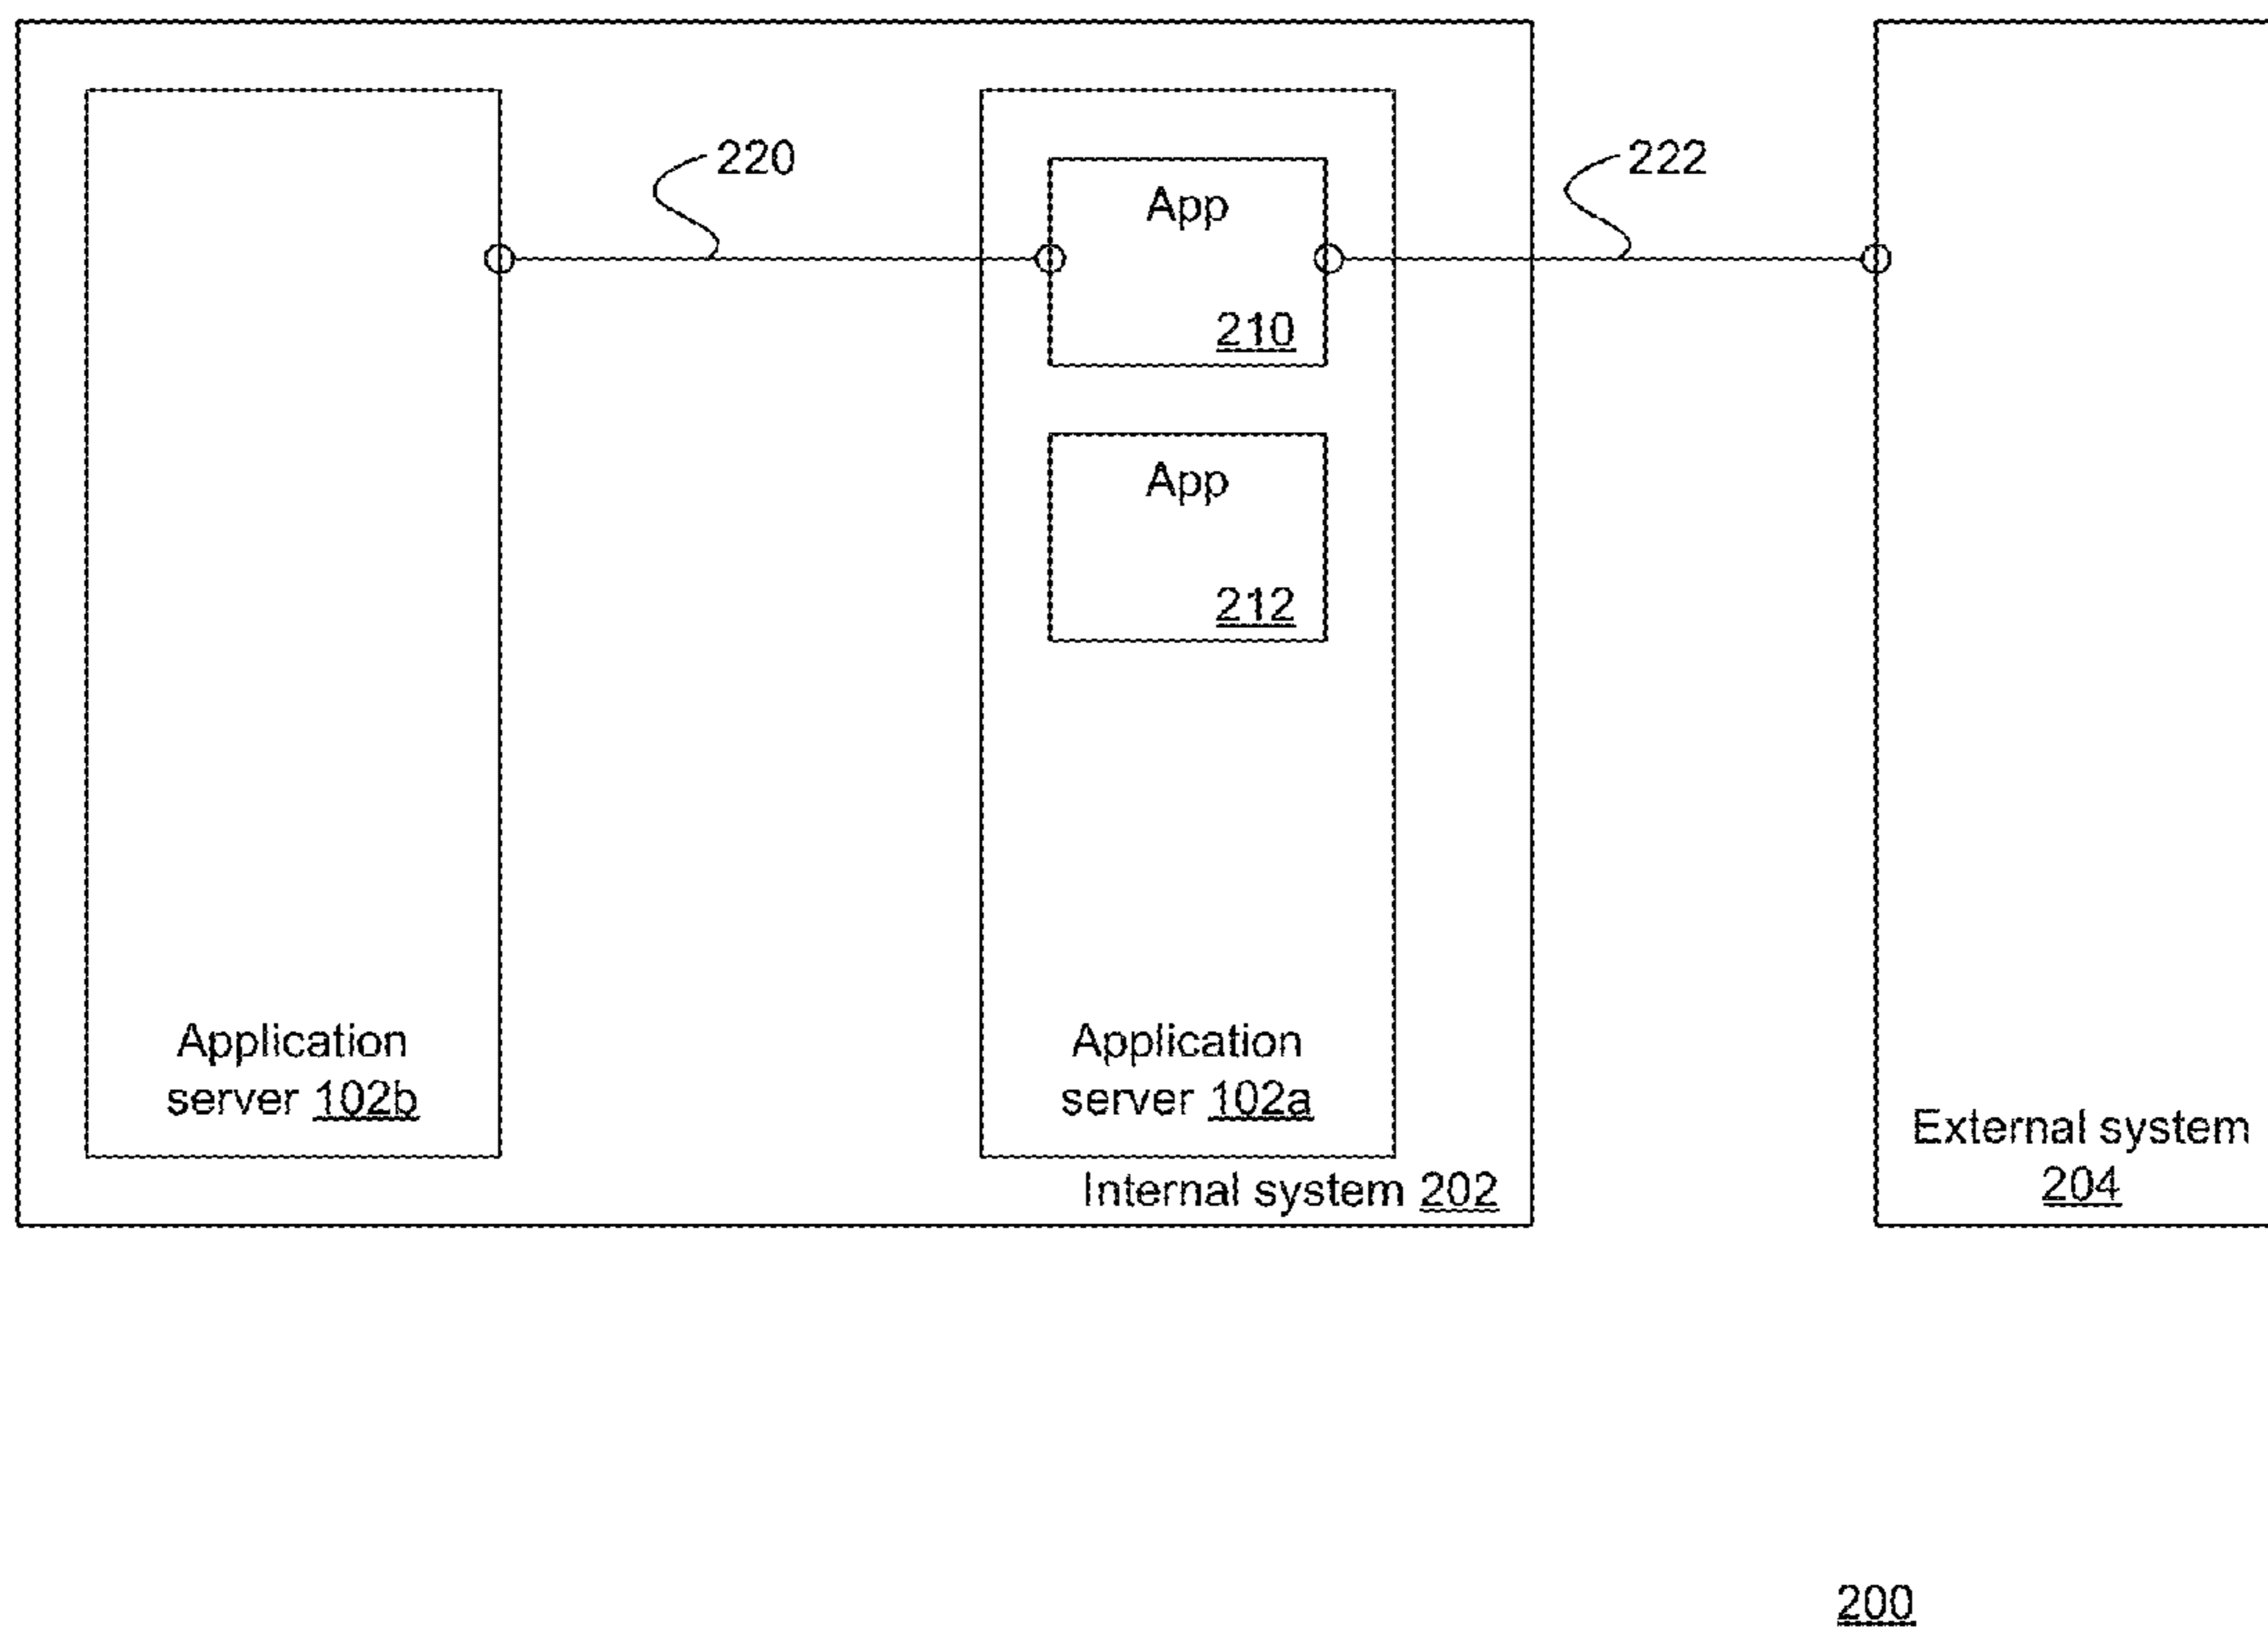 220
222
App
210
App
212
Application
server 102b
Application
server 102a
External system
204
Internal system 202
200